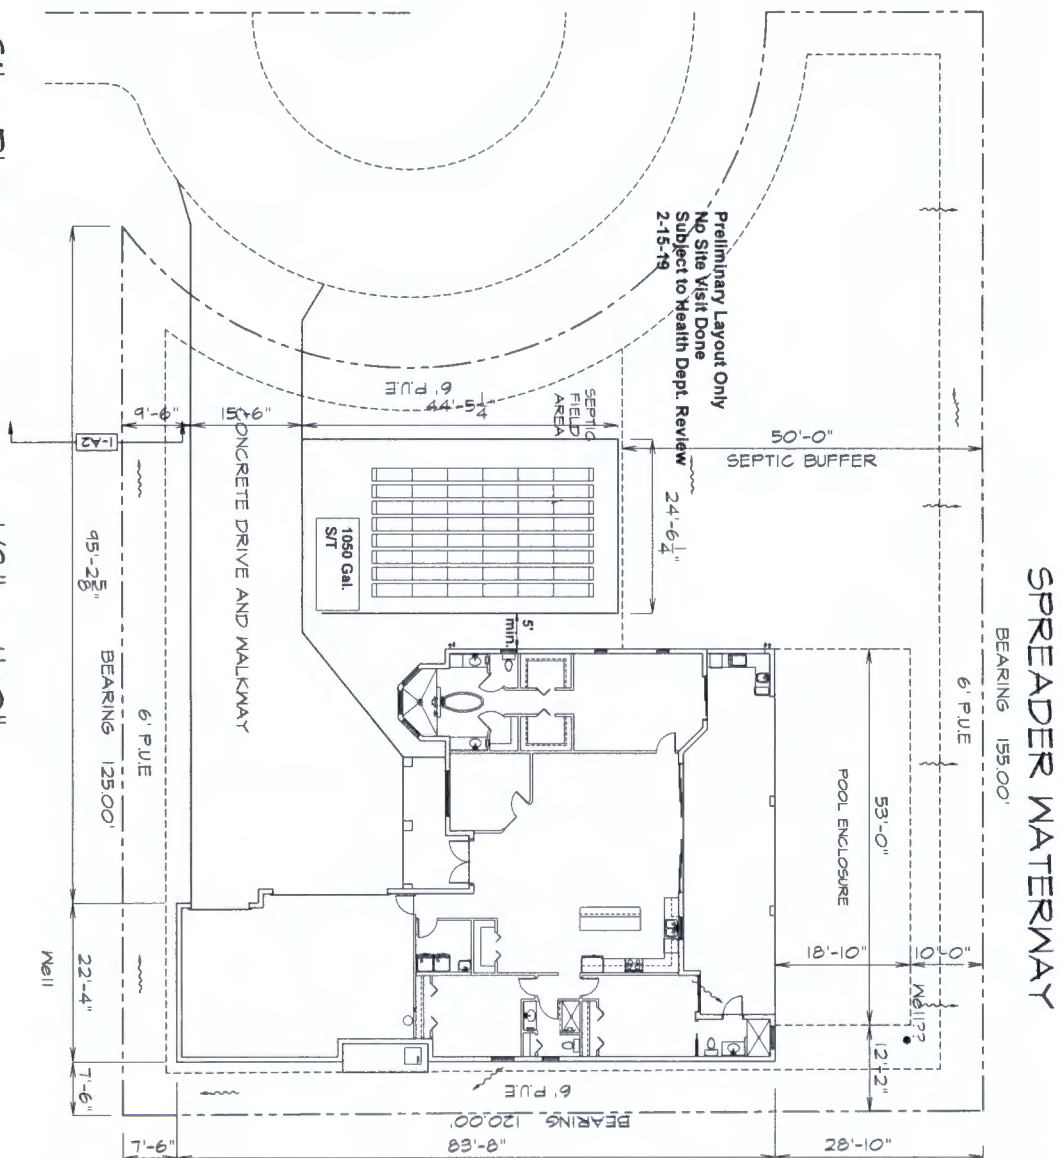 SPREADER WATERWAY
BEARING 155.00'
6' P.U.E
Preliminary Layout Only
No Site Visit Done
Subject to Health Dept. Review
2-15-19
50'-0"
SEPTIC BUFFER
6' P.U.E
44'-5 1/4"
SEPTIC
FIELD
AREA
24'-6 1/4"
9'-6"
15'-6"
1-A2
CONCRETE DRIVE AND WALKWAY
1050 Gal.
S/T
5'
min.
53'-0"
POOL ENCLOSURE
18'-10"
10'-0"
Well??
12'-2"
95'-2 5/8"
BEARING 125.00'
6' P.U.E
22'-4"
Well
7'-6"
7'-6"
6' P.U.E
BEARING 120.00'
83'-8"
28'-10"